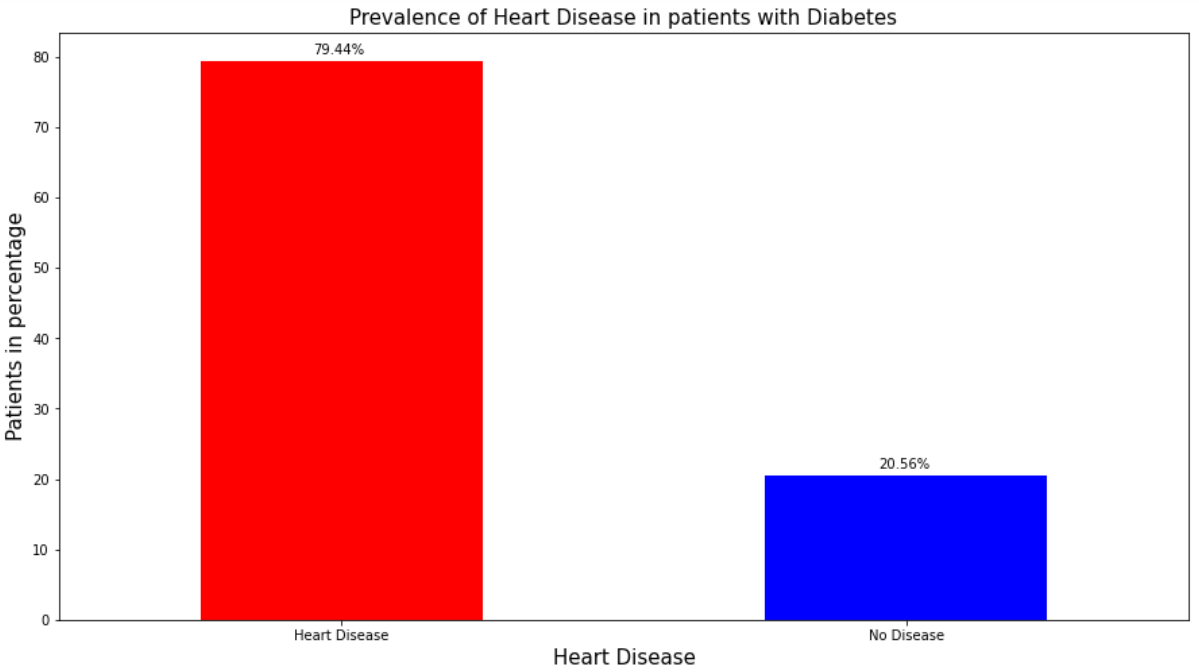 Prevalence of Heart Disease in patients with Diabetes
Patients in percentage
80
70
60
50
40
30
20
10
0
79.44%
20.56%
Heart Disease
No Disease
Heart Disease